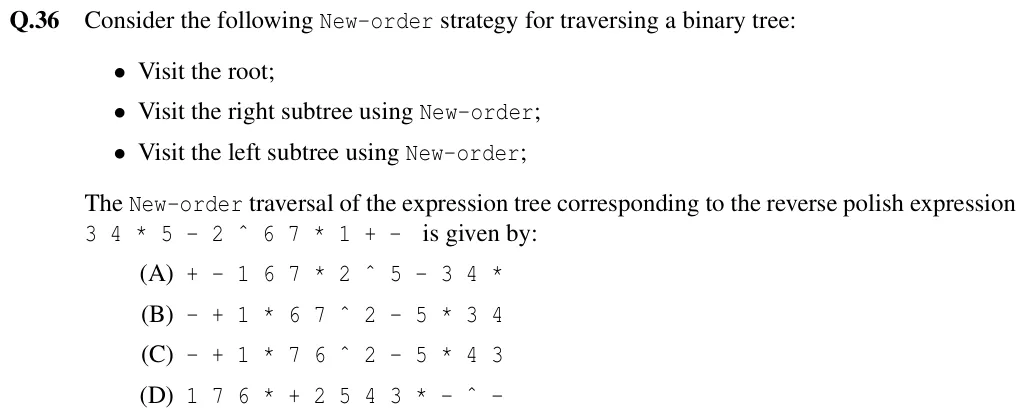 Q.36 Consider the following New-order strategy for traversing a binary tree:
• Visit the root;
• Visit the right subtree using New-order;
• Visit the left subtree using New-order;
The New-order traversal of the expression tree corresponding to the reverse polish expression
3 4 * 5 - 2 ^ 6 7 * 1 + - is given by:
(A) + - 1 6 7 * 2 ^ 5 - 3 4 *
(B) - + 1 * 6 7 ^ 2 - 5 * 3 4
(C) - + 1 * 7 6 ^ 2 - 5 * 4 3
(D) 1 7 6 * + 2 5 4 3 * - ^ -